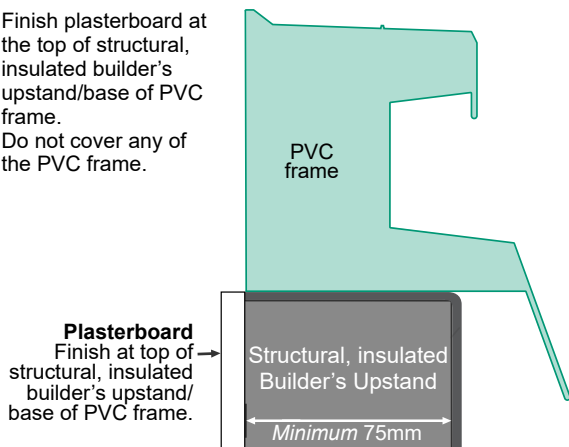 Finish plasterboard at
the top of structural,
insulated builder’s
upstand/base of PVC
frame.
Do not cover any of
the PVC frame.
PVC
frame
Plasterboard
Finish at top of
structural, insulated
builder’s upstand/
base of PVC frame.
Structural, insulated
Builder’s Upstand
Minimum 75mm